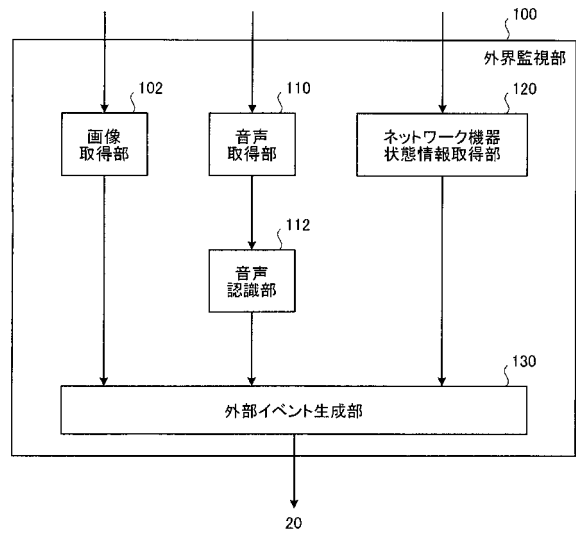 100
外界監視部
102
画像
取得部
110
音声
取得部
120
ネットワーク機器
状態情報取得部
112
音声
認識部
130
外部イベント生成部
20